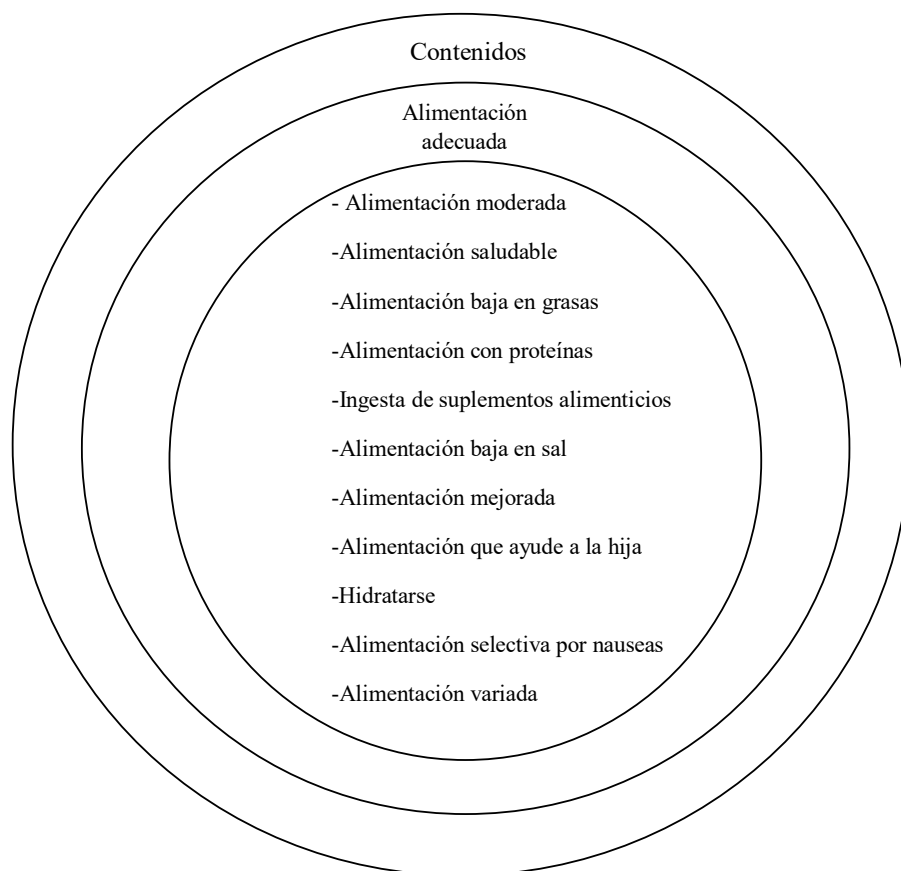 Contenidos
Alimentación
adecuada
- Alimentación moderada
-Alimentación saludable
-Alimentación baja en grasas
-Alimentación con proteínas
-Ingesta de suplementos alimenticios
-Alimentación baja en sal
-Alimentación mejorada
-Alimentación que ayude a la hija
-Hidratarse
-Alimentación selectiva por nauseas
-Alimentación variada